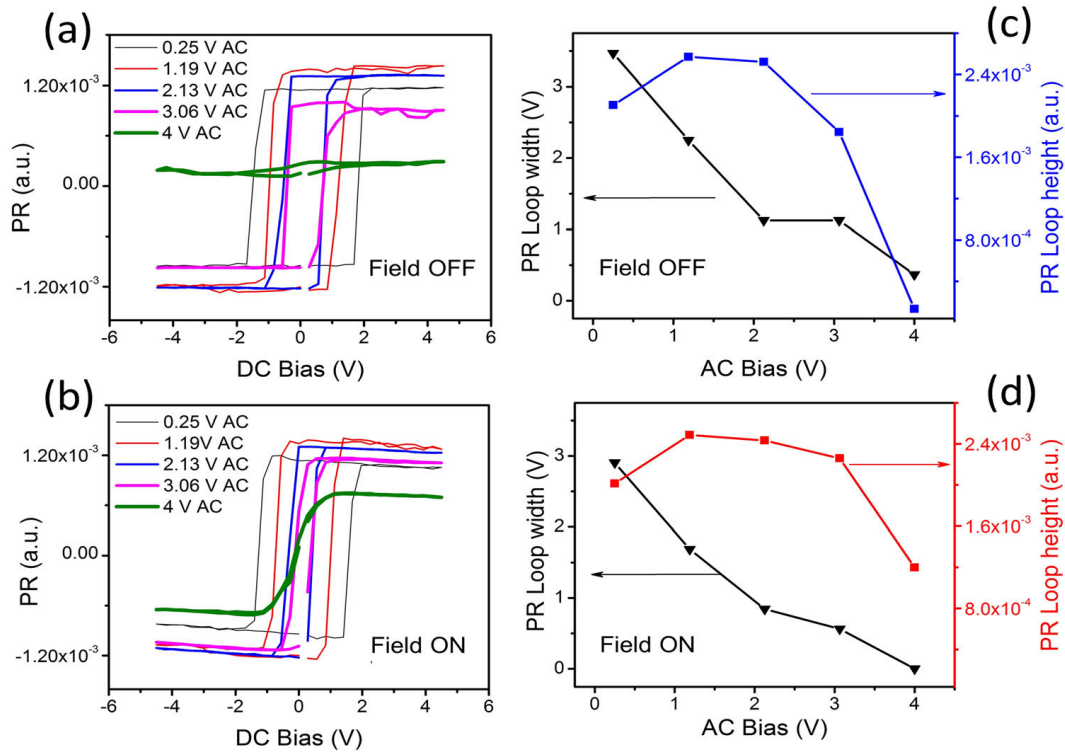 (a)
0.25 V AC
1.19 V AC
2.13 V AC
3.06 V AC
4 V AC
1.20x10⁻³
0.00
-1.20x10⁻³
PR (a.u.)
Field OFF
-6 -4 -2 0 2 4 6
DC Bias (V)
(c)
3
2
1
0
PR Loop width (V)
Field OFF
2.4x10⁻³
1.6x10⁻³
8.0x10⁻⁴
PR Loop height (a.u.)
0 1 2 3 4
AC Bias (V)
(b)
0.25 V AC
1.19V AC
2.13 V AC
3.06 V AC
4 V AC
1.20x10⁻³
0.00
-1.20x10⁻³
PR (a.u.)
Field ON
-6 -4 -2 0 2 4 6
DC Bias (V)
(d)
3
2
1
0
PR Loop width (V)
Field ON
2.4x10⁻³
1.6x10⁻³
8.0x10⁻⁴
PR Loop height (a.u.)
0 1 2 3 4
AC Bias (V)